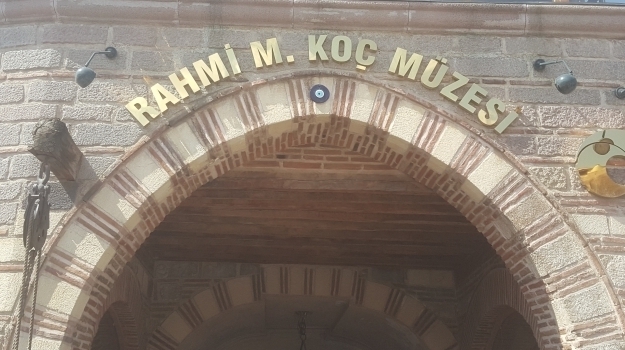 RAHMİ M. KOÇ MÜZESİ